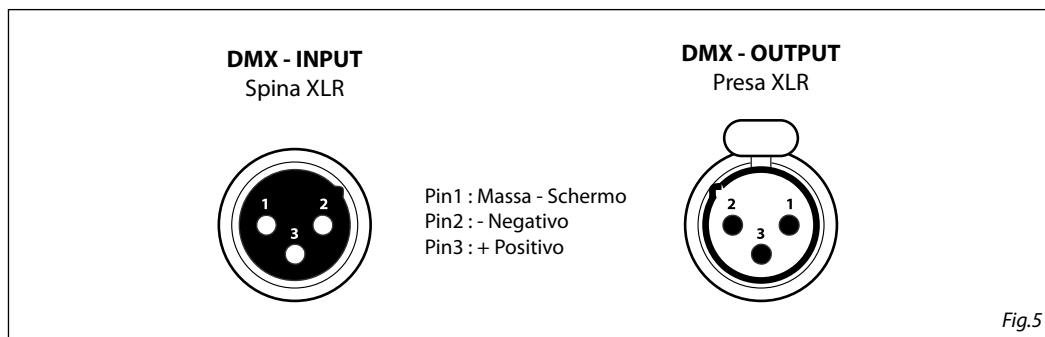 DMX - INPUT
Spina XLR
1
2
3
Pin1 : Massa - Schermo
Pin2 : - Negativo
Pin3 : + Positivo
DMX - OUTPUT
Presa XLR
2
1
3
Fig.5